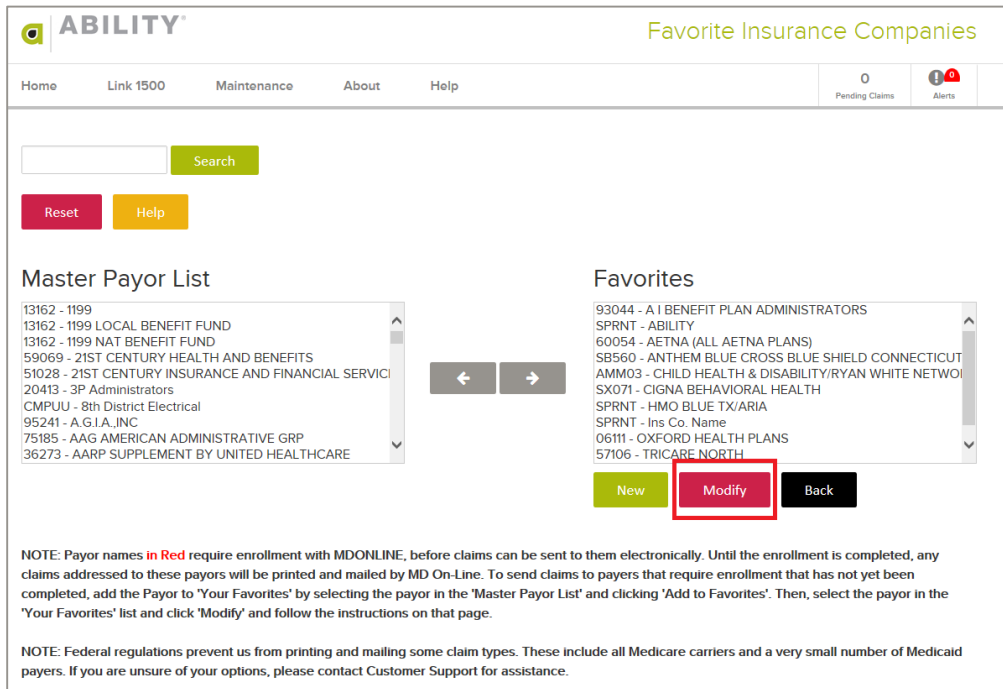 a ABILITY®
Favorite Insurance Companies
Home Link 1500 Maintenance About Help
0
Pending Claims
! 0
Alerts
Search
Reset Help
Master Payor List
13162 - 1199
13162 - 1199 LOCAL BENEFIT FUND
13162 - 1199 NAT BENEFIT FUND
59069 - 21ST CENTURY HEALTH AND BENEFITS
51028 - 21ST CENTURY INSURANCE AND FINANCIAL SERVICI
20413 - 3P Administrators
CMPUU - 8th District Electrical
95241 - A.G.I.A.,INC
75185 - AAG AMERICAN ADMINISTRATIVE GRP
36273 - AARP SUPPLEMENT BY UNITED HEALTHCARE
Favorites
93044 - A I BENEFIT PLAN ADMINISTRATORS
SPRNT - ABILITY
60054 - AETNA (ALL AETNA PLANS)
SB560 - ANTHEM BLUE CROSS BLUE SHIELD CONNECTICUT
AMM03 - CHILD HEALTH & DISABILITY/RYAN WHITE NETWO
SX071 - CIGNA BEHAVIORAL HEALTH
SPRNT - HMO BLUE TX/ARIA
SPRNT - Ins Co. Name
06111 - OXFORD HEALTH PLANS
57106 - TRICARE NORTH
New Modify Back
NOTE: Payor names in Red require enrollment with MDONLINE, before claims can be sent to them electronically. Until the enrollment is completed, any
claims addressed to these payors will be printed and mailed by MD On-Line. To send claims to payers that require enrollment that has not yet been
completed, add the Payor to 'Your Favorites' by selecting the payor in the 'Master Payor List' and clicking 'Add to Favorites'. Then, select the payor in the
'Your Favorites' list and click 'Modify' and follow the instructions on that page.
NOTE: Federal regulations prevent us from printing and mailing some claim types. These include all Medicare carriers and a very small number of Medicaid
payers. If you are unsure of your options, please contact Customer Support for assistance.